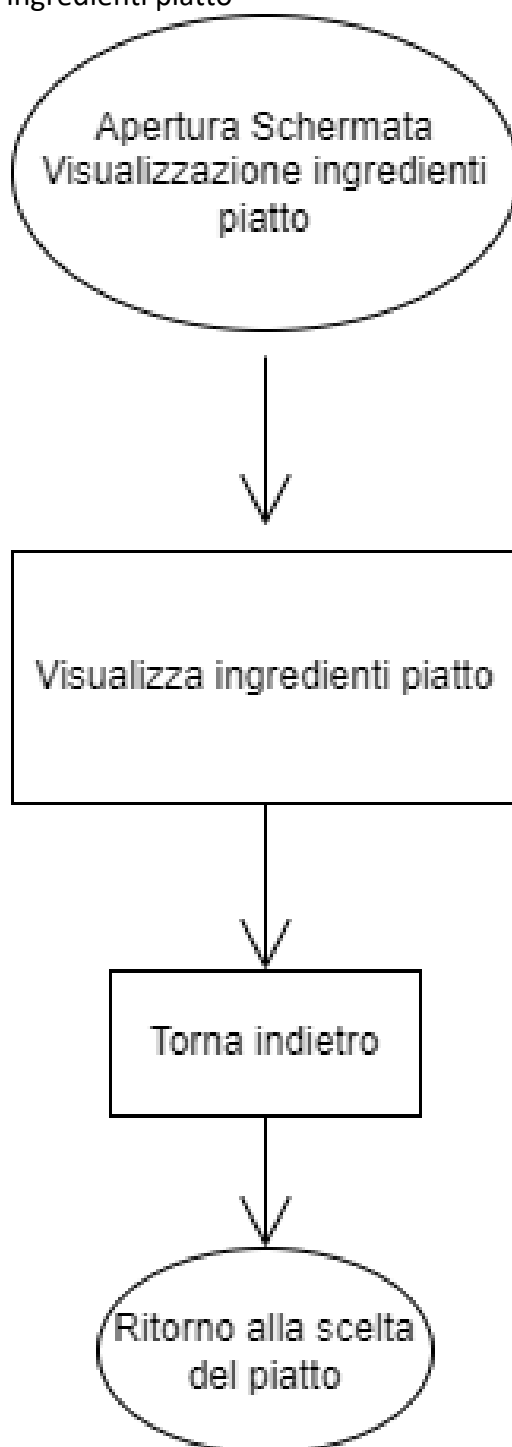 ingredienti piatto
Apertura Schermata
Visualizzazione ingredienti
piatto
Visualizza ingredienti piatto
Torna indietro
Ritorno alla scelta
del piatto